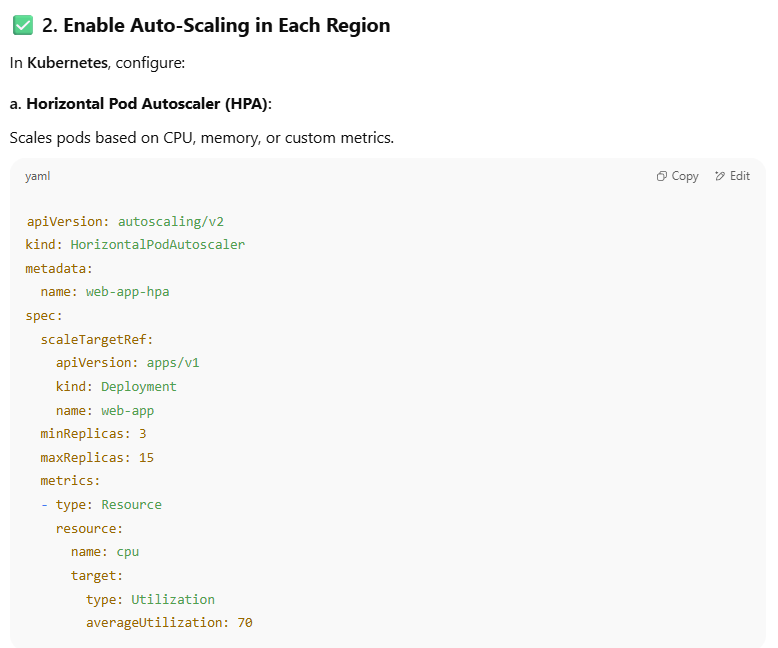 ✅ 2. Enable Auto-Scaling in Each Region
In Kubernetes, configure:
a. Horizontal Pod Autoscaler (HPA):
Scales pods based on CPU, memory, or custom metrics.
yaml Copy Edit
apiVersion: autoscaling/v2
kind: HorizontalPodAutoscaler
metadata:
  name: web-app-hpa
spec:
  scaleTargetRef:
    apiVersion: apps/v1
    kind: Deployment
    name: web-app
  minReplicas: 3
  maxReplicas: 15
  metrics:
  - type: Resource
    resource:
      name: cpu
      target:
        type: Utilization
        averageUtilization: 70